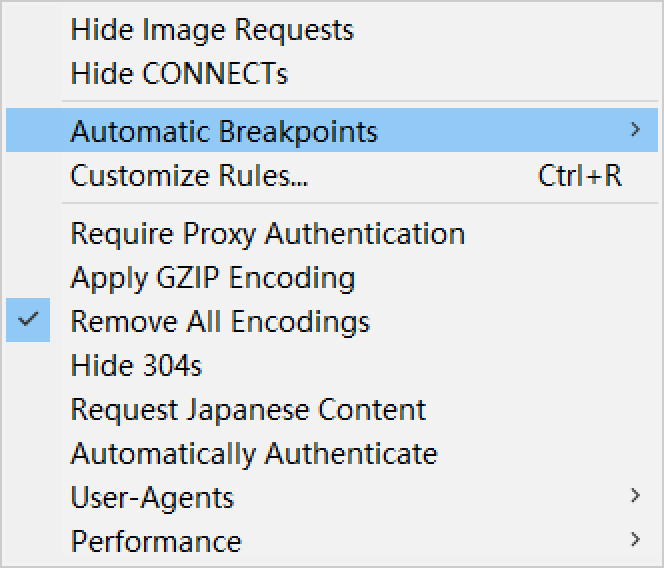 Hide Image Requests
Hide CONNECTs
Automatic Breakpoints
Customize Rules... Ctrl+R
Require Proxy Authentication
Apply GZIP Encoding
Remove All Encodings
Hide 304s
Request Japanese Content
Automatically Authenticate
User-Agents
Performance